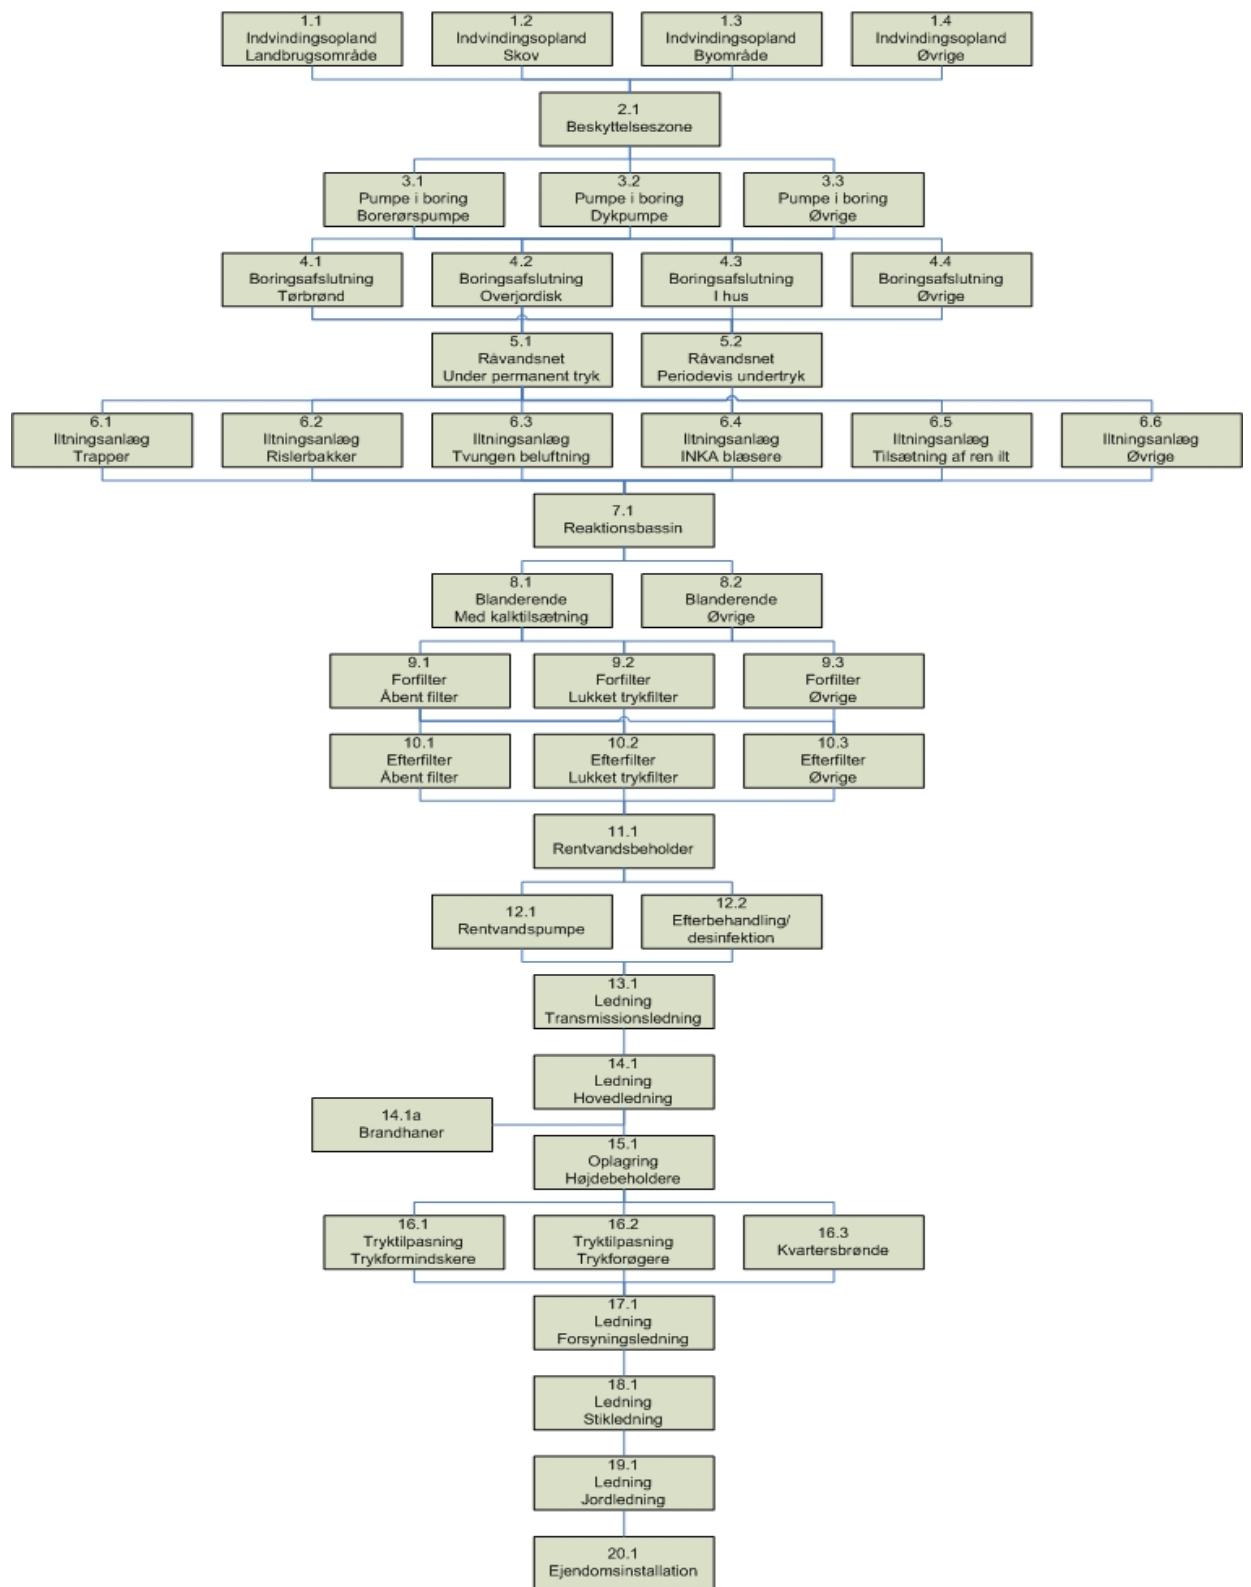 1.1
Indvindingsopland
Landbrugsområde
1.2
Indvindingsopland
Skov
1.3
Indvindingsopland
Byområde
1.4
Indvindingsopland
Øvrige
2.1
Beskyttelseszone
3.1
Pumpe i boring
Borerørspumpe
3.2
Pumpe i boring
Dykpumpe
3.3
Pumpe i boring
Øvrige
4.1
Boringsafslutning
Tørbrønd
4.2
Boringsafslutning
Overjordisk
4.3
Boringsafslutning
I hus
4.4
Boringsafslutning
Øvrige
5.1
Råvandsnet
Under permanent tryk
5.2
Råvandsnet
Periodevis undertryk
6.1
Iltningsanlæg
Trapper
6.2
Iltningsanlæg
Rislerbakker
6.3
Iltningsanlæg
Tvungen beluftning
6.4
Iltningsanlæg
INKA blæsere
6.5
Iltningsanlæg
Tilsætning af ren ilt
6.6
Iltningsanlæg
Øvrige
7.1
Reaktionsbassin
8.1
Blanderende
Med kalktilsætning
8.2
Blanderende
Øvrige
9.1
Forfilter
Åbent filter
9.2
Forfilter
Lukket trykfilter
9.3
Forfilter
Øvrige
10.1
Efterfilter
Åbent filter
10.2
Efterfilter
Lukket trykfilter
10.3
Efterfilter
Øvrige
11.1
Rentvandsbeholder
12.1
Rentvandspumpe
12.2
Efterbehandling/
desinfektion
13.1
Ledning
Transmissionsledning
14.1
Ledning
Hovedledning
14.1a
Brandhaner
15.1
Oplagring
Højdebeholdere
16.1
Tryktilpasning
Trykformindskere
16.2
Tryktilpasning
Trykforøgere
16.3
Kvartersbrønde
17.1
Ledning
Forsyningsledning
18.1
Ledning
Stikledning
19.1
Ledning
Jordledning
20.1
Ejendomsinstallation